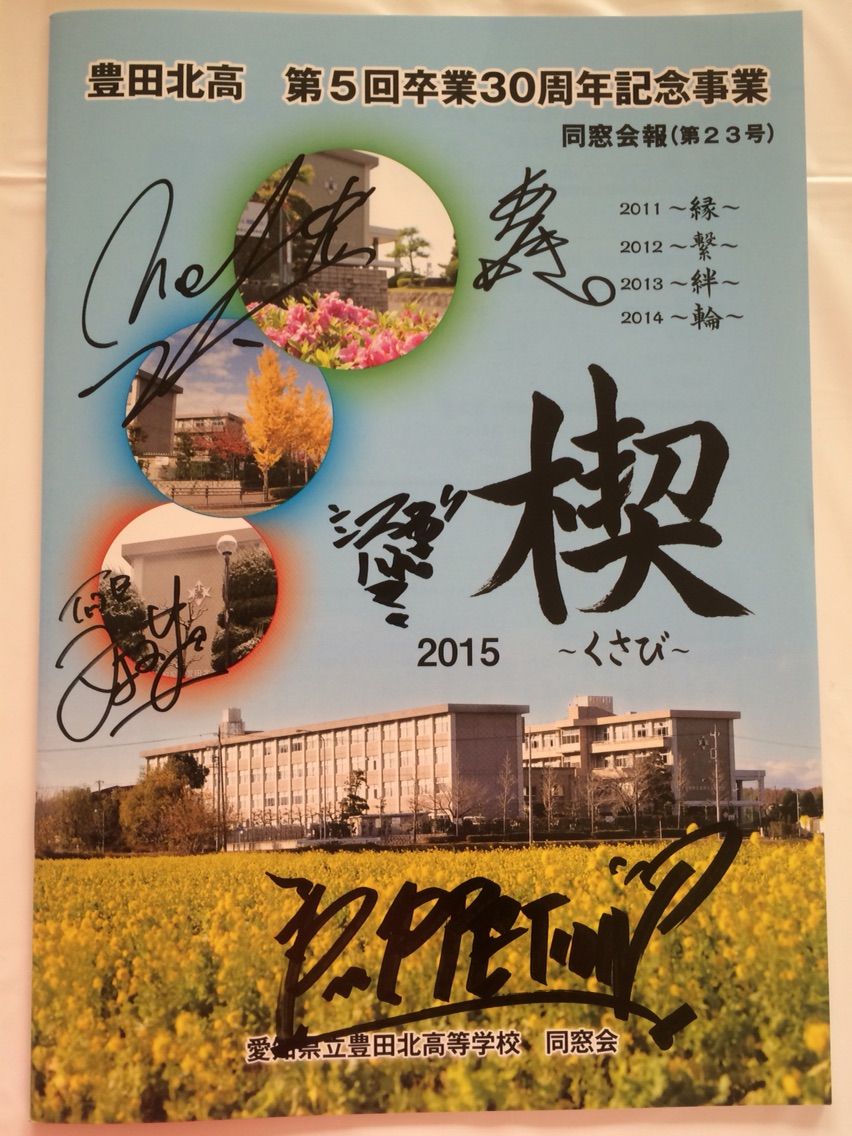 豊田北高 第5回卒業30周年記念事業
同窓会報(第23号)
2011 ～縁～
2012 ～繋～
2013 ～絆～
2014 ～輪～
楔
2015 ～くさび～
愛知県立豊田北高等学校 同窓会